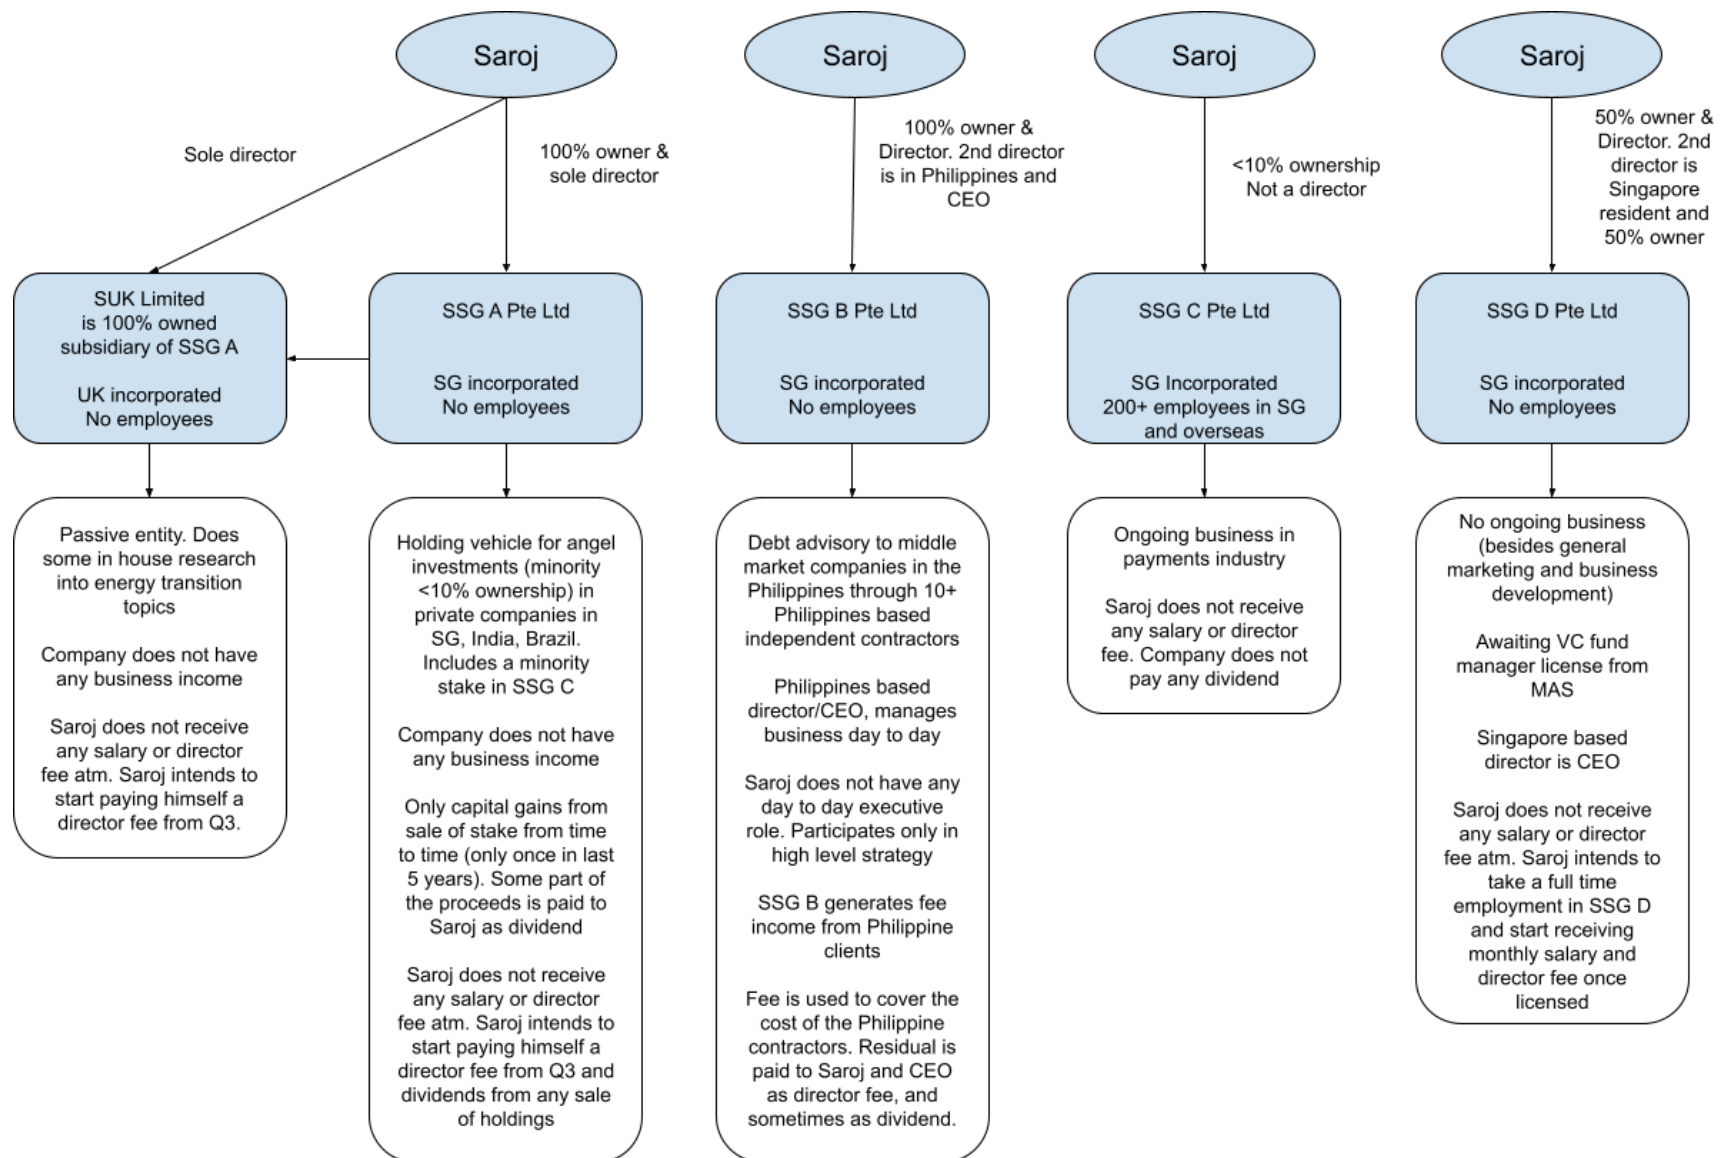 Saroj
Saroj
Saroj
Saroj
Sole director
100% owner &
sole director
100% owner &
Director. 2nd director
is in Philippines and
CEO
<10% ownership
Not a director
50% owner &
Director. 2nd
director is
Singapore
resident and
50% owner
SUK Limited
is 100% owned
subsidiary of SSG A
UK incorporated
No employees
SSG A Pte Ltd
SG incorporated
No employees
SSG B Pte Ltd
SG incorporated
No employees
SSG C Pte Ltd
SG Incorporated
200+ employees in SG
and overseas
SSG D Pte Ltd
SG incorporated
No employees
Passive entity. Does
some in house research
into energy transition
topics
Company does not have
any business income
Saroj does not receive
any salary or director
fee atm. Saroj intends to
start paying himself a
director fee from Q3.
Holding vehicle for angel
investments (minority
<10% ownership) in
private companies in
SG, India, Brazil.
Includes a minority
stake in SSG C
Company does not have
any business income
Only capital gains from
sale of stake from time
to time (only once in last
5 years). Some part of
the proceeds is paid to
Saroj as dividend
Saroj does not receive
any salary or director
fee atm. Saroj intends to
start paying himself a
director fee from Q3 and
dividends from any sale
of holdings
Debt advisory to middle
market companies in the
Philippines through 10+
Philippines based
independent contractors
Philippines based
director/CEO, manages
business day to day
Saroj does not have any
day to day executive
role. Participates only in
high level strategy
SSG B generates fee
income from Philippine
clients
Fee is used to cover the
cost of the Philippine
contractors. Residual is
paid to Saroj and CEO
as director fee, and
sometimes as dividend.
Ongoing business in
payments industry
Saroj does not receive
any salary or director
fee. Company does not
pay any dividend
No ongoing business
(besides general
marketing and business
development)
Awaiting VC fund
manager license from
MAS
Singapore based
director is CEO
Saroj does not receive
any salary or director
fee atm. Saroj intends to
take a full time
employment in SSG D
and start receiving
monthly salary and
director fee once
licensed